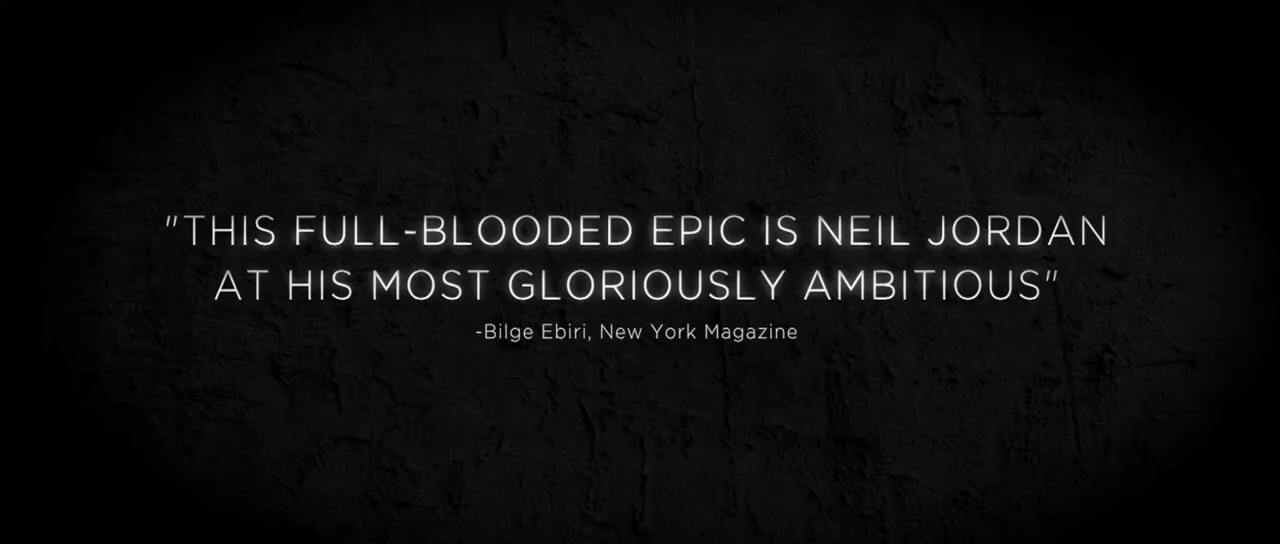 "THIS FULL-BLOODED EPIC IS NEIL JORDAN
AT HIS MOST GLORIOUSLY AMBITIOUS"
-Bilge Ebiri, New York Magazine